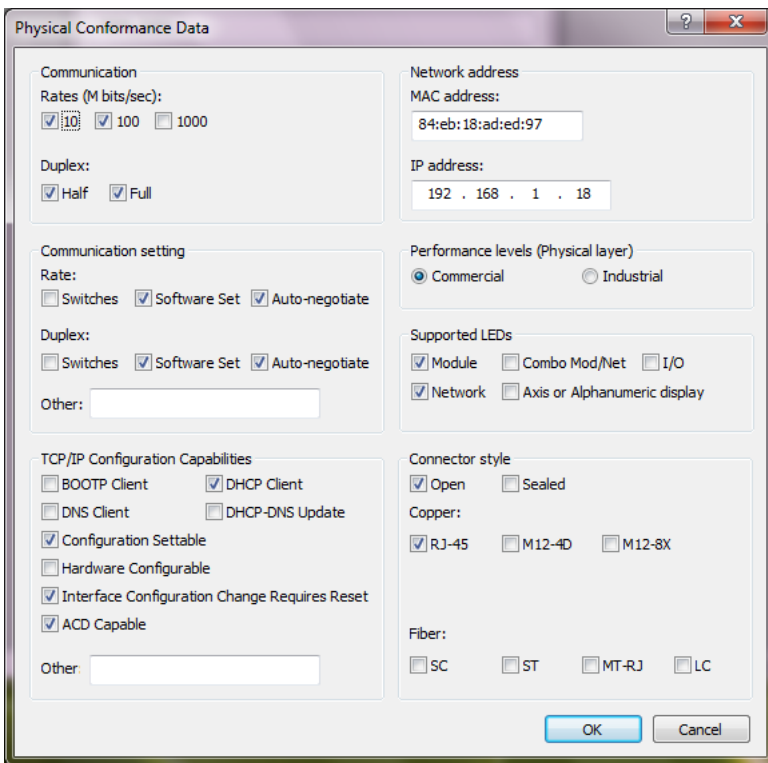 Physical Conformance Data
Communication
Rates (M bits/sec):
10 100 1000
Duplex:
Half Full
Communication setting
Rate:
Switches Software Set Auto-negotiate
Duplex:
Switches Software Set Auto-negotiate
Other:
TCP/IP Configuration Capabilities
BOOTP Client DHCP Client
DNS Client DHCP-DNS Update
Configuration Settable
Hardware Configurable
Interface Configuration Change Requires Reset
ACD Capable
Other:
Network address
MAC address:
84:eb:18:ad:ed:97
IP address:
192 . 168 . 1 . 18
Performance levels (Physical layer)
Commercial Industrial
Supported LEDs
Module Combo Mod/Net I/O
Network Axis or Alphanumeric display
Connector style
Open Sealed
Copper:
RJ-45 M12-4D M12-8X
Fiber:
SC ST MT-RJ LC
OK Cancel